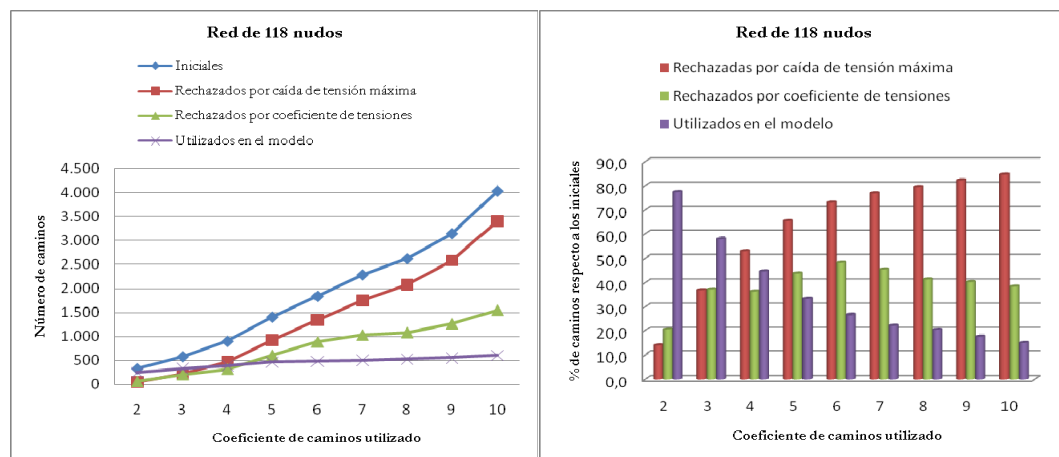 Red de 118 nudos
Iniciales
Rechazados por caída de tensión máxima
Rechazados por coeficiente de tensiones
Utilizados en el modelo
Número de caminos
4.500
4.000
3.500
3.000
2.500
2.000
1.500
1.000
500
0
2 3 4 5 6 7 8 9 10
Coeficiente de caminos utilizado
Red de 118 nudos
Rechazadas por caída de tensión máxima
Rechazados por coeficiente de tensiones
Utilizados en el modelo
% de caminos respecto a los iniciales
90,0
80,0
70,0
60,0
50,0
40,0
30,0
20,0
10,0
0,0
2 3 4 5 6 7 8 9 10
Coeficiente de caminos utilizado